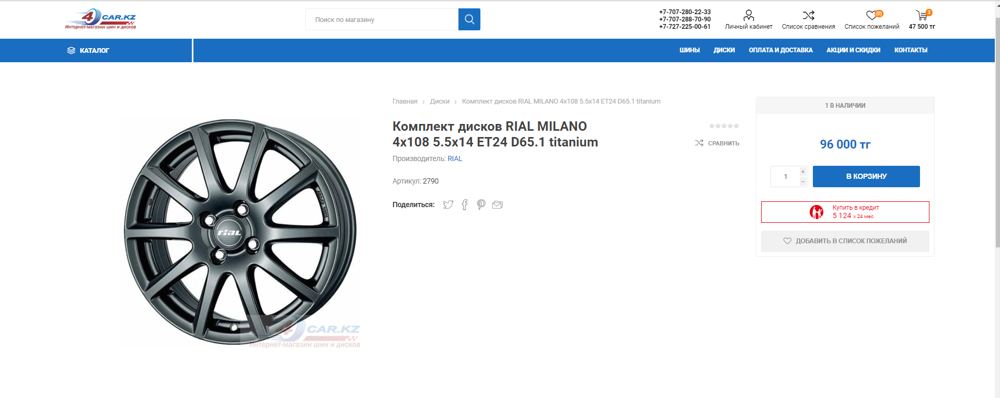 4CAR.KZ
Интернет-магазин шин и дисков
Поиск по магазину
+7-707-280-22-33
+7-707-288-70-90
+7-727-225-00-61
Личный кабинет
Список сравнения
Список пожеланий
47 500 тг
КАТАЛОГ
ШИНЫ
ДИСКИ
ОПЛАТА И ДОСТАВКА
АКЦИИ И СКИДКИ
КОНТАКТЫ
Главная > Диски > Комплект дисков RIAL MILANO 4x108 5.5x14 ET24 D65.1 titanium
Комплект дисков RIAL MILANO
4x108 5.5x14 ET24 D65.1 titanium
Производитель: RIAL
СРАВНИТЬ
Артикул: 2790
Поделиться:
1 В НАЛИЧИИ
96 000 тг
1
В КОРЗИНУ
Купить в кредит
5 124 x 24 мес
ДОБАВИТЬ В СПИСОК ПОЖЕЛАНИЙ
RIAL
4CAR.KZ
Интернет-магазин шин и дисков